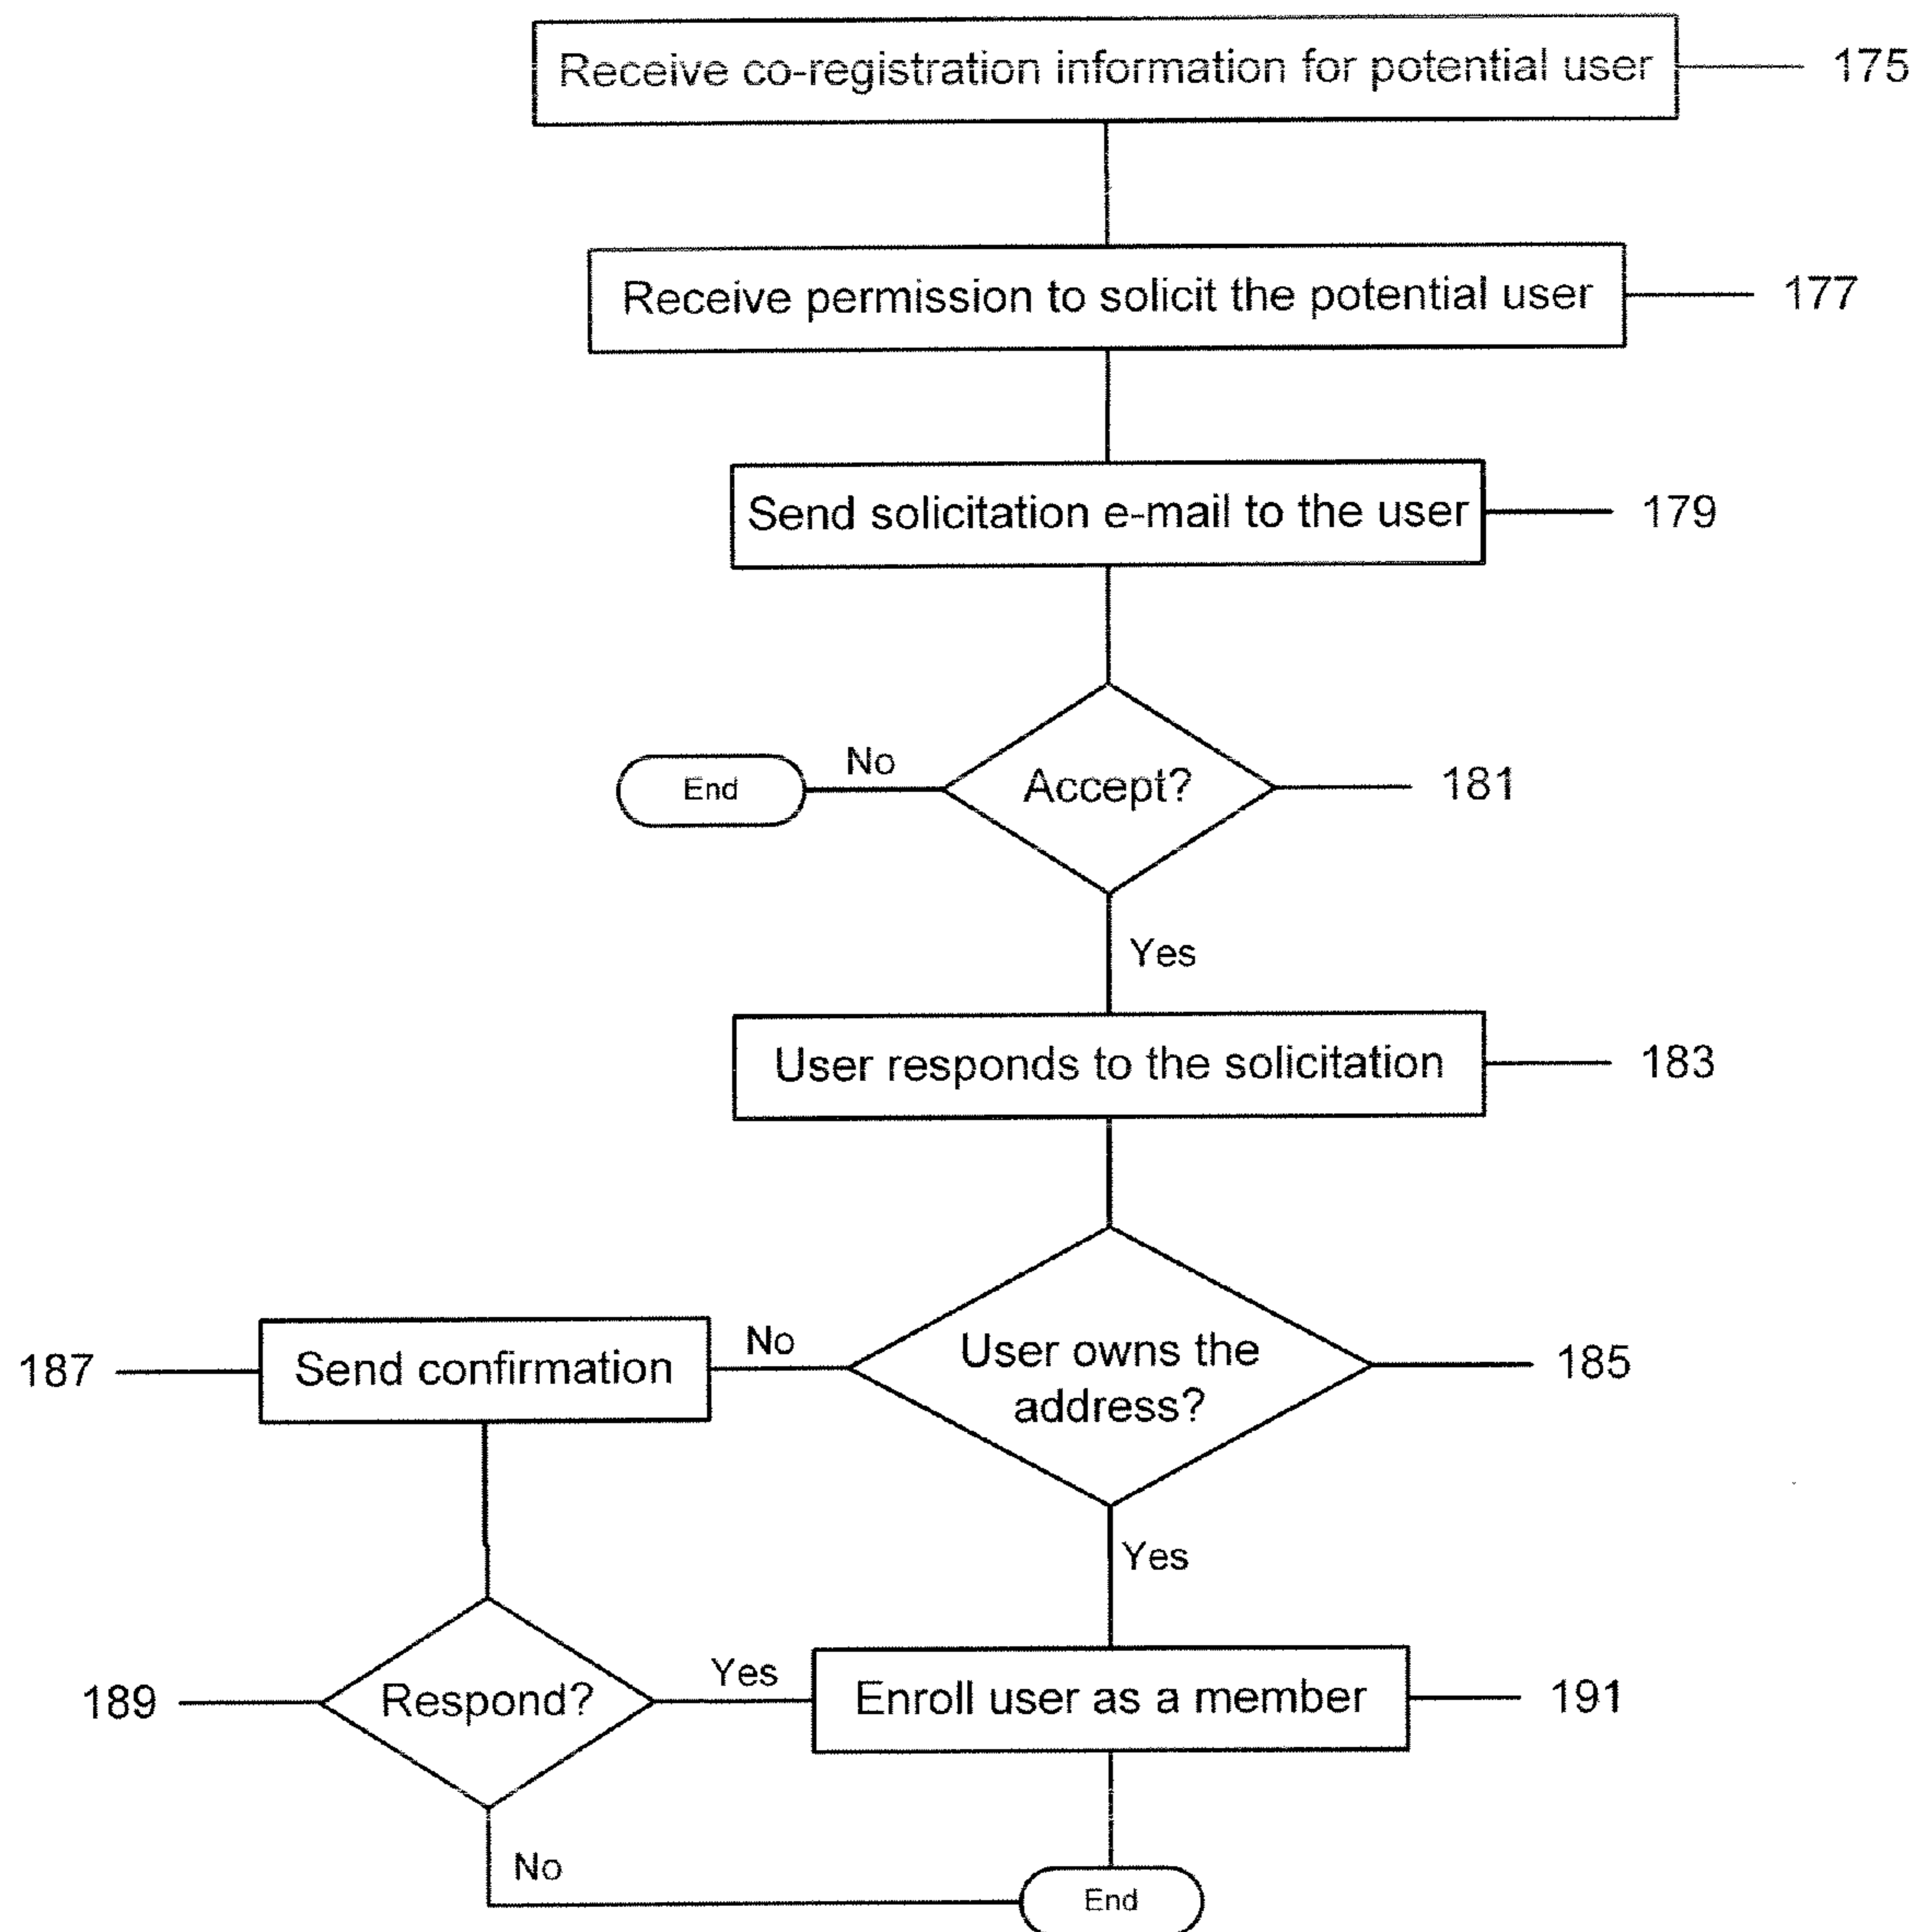 Receive co-registration information for potential user
175
Receive permission to solicit the potential user
177
Send solicitation e-mail to the user
179
No
End
Accept?
181
Yes
User responds to the solicitation
183
187
Send confirmation
No
User owns the
address?
185
Yes
189
Respond?
Yes
Enroll user as a member
191
No
End